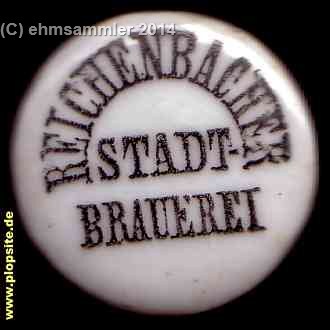 (C) ehmsammler 2014
REICHENBACHER
STADT-
BRAUEREI
www.plopsite.de